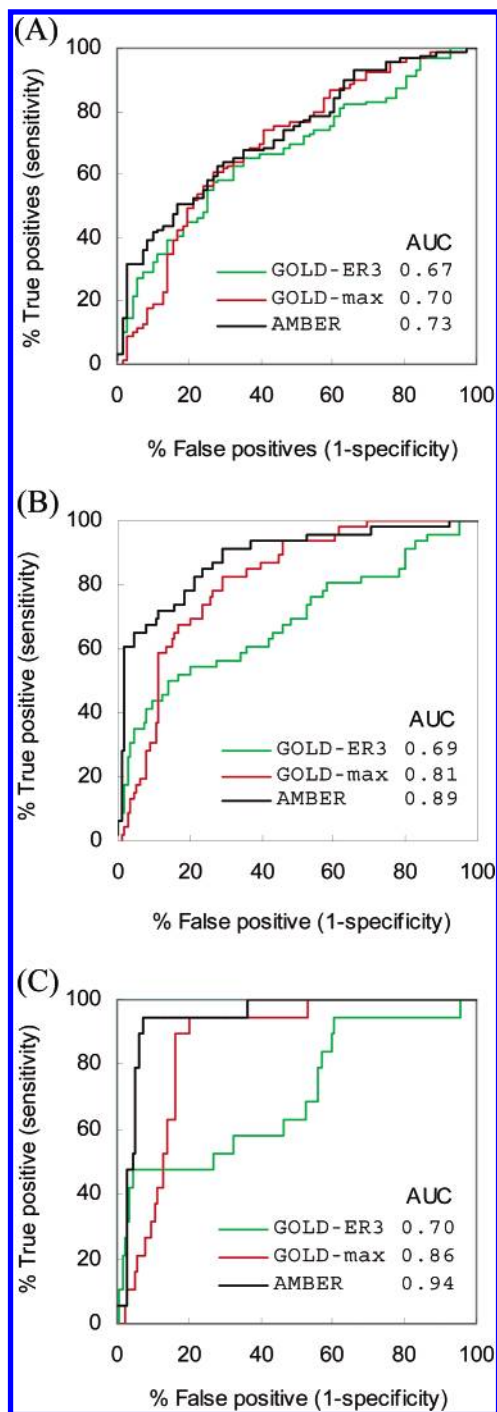 (A)
% True positives (sensitivity)
100
80
60
40
20
0
AUC
GOLD-ER3 0.67
GOLD-max 0.70
AMBER 0.73
0 20 40 60 80 100
% False positives (1-specificity)
(B)
% True positive (sensitivity)
100
80
60
40
20
0
AUC
GOLD-ER3 0.69
GOLD-max 0.81
AMBER 0.89
0 20 40 60 80 100
% False positive (1-specificity)
(C)
% True positive (sensitivity)
100
80
60
40
20
0
AUC
GOLD-ER3 0.70
GOLD-max 0.86
AMBER 0.94
0 20 40 60 80 100
% False positive (1-specificity)